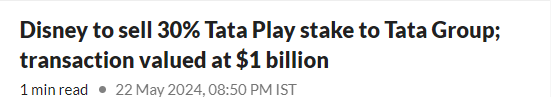 Disney to sell 30% Tata Play stake to Tata Group;
transaction valued at $1 billion
1 min read • 22 May 2024, 08:50 PM IST